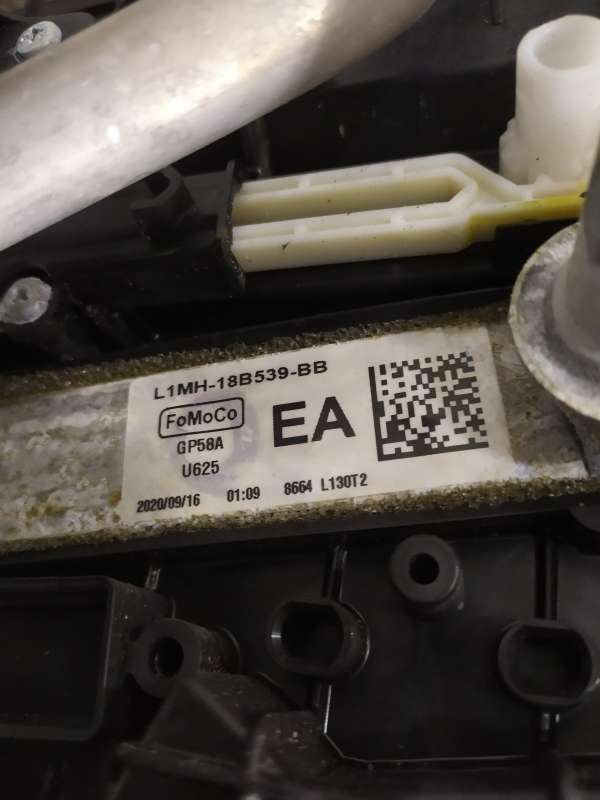 L1MH-18B539-BB
FoMoCo
EA
GP58A
U625
2020/09/16 01:09 8664 L130T2